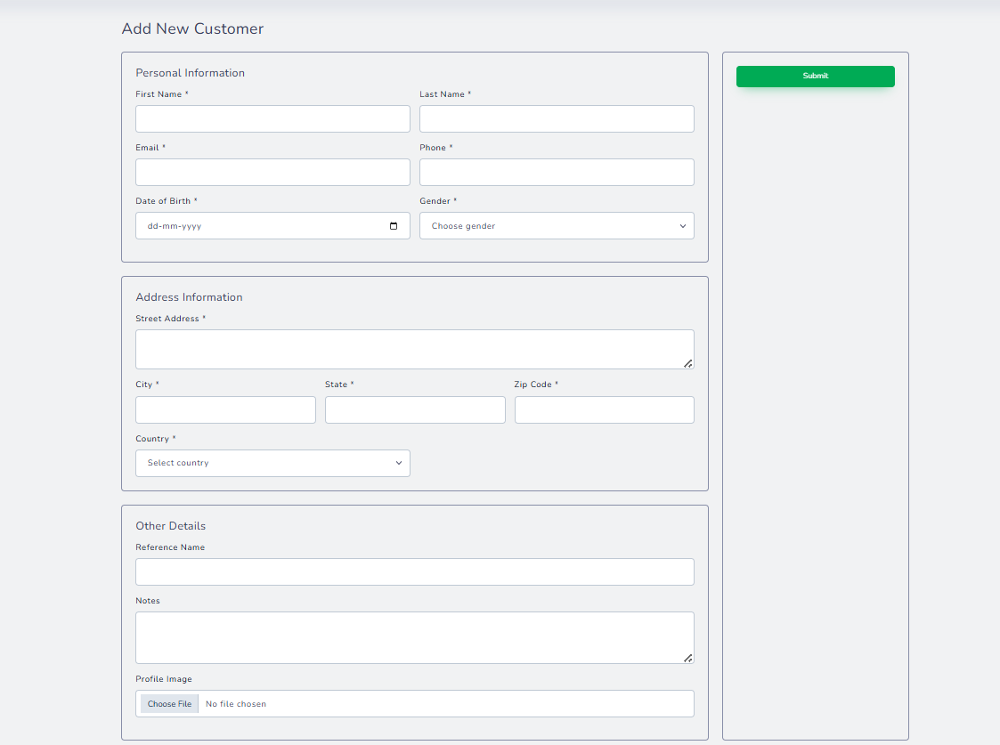 Add New Customer
Personal Information
Submit
First Name *
Last Name *
Email *
Phone *
Date of Birth *
Gender *
dd-mm-yyyy
Choose gender
Address Information
Street Address *
City *
State *
Zip Code *
Country *
Select country
Other Details
Reference Name
Notes
Profile Image
Choose File No file chosen